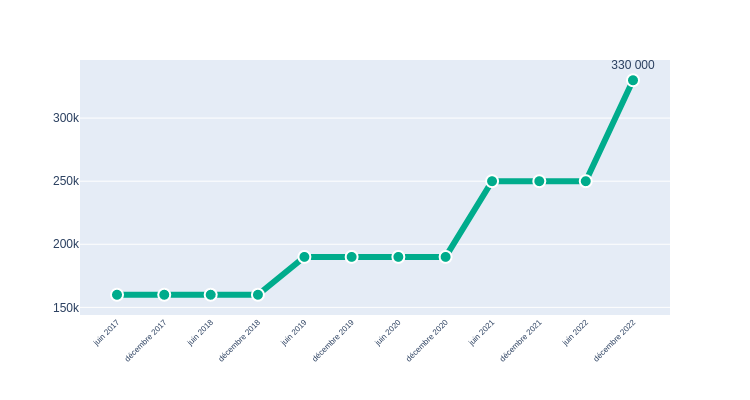 330 000
300k
250k
200k
150k
juin 2017
décembre 2017
juin 2018
décembre 2018
juin 2019
décembre 2019
juin 2020
décembre 2020
juin 2021
décembre 2021
juin 2022
décembre 2022